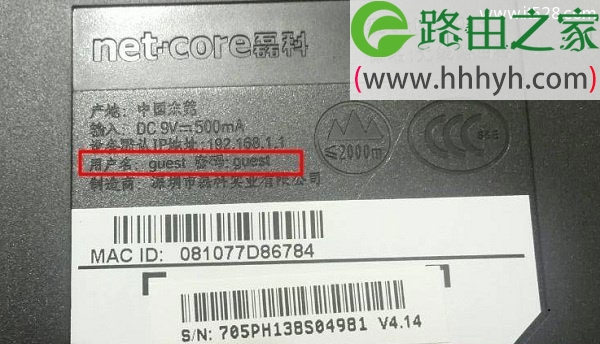 路由之家
(www.hhhyh.com)
net-core磊科
产地: 中国东莞
输入: DC 9V⎓500mA
设备默认IP地址:192.168.1.1
用户名: guest 密码: guest
制造商: 深圳市磊科实业有限公司
≤2000m
MAC ID: 081077D86784
S/N: 705PH138S04981 V4.14